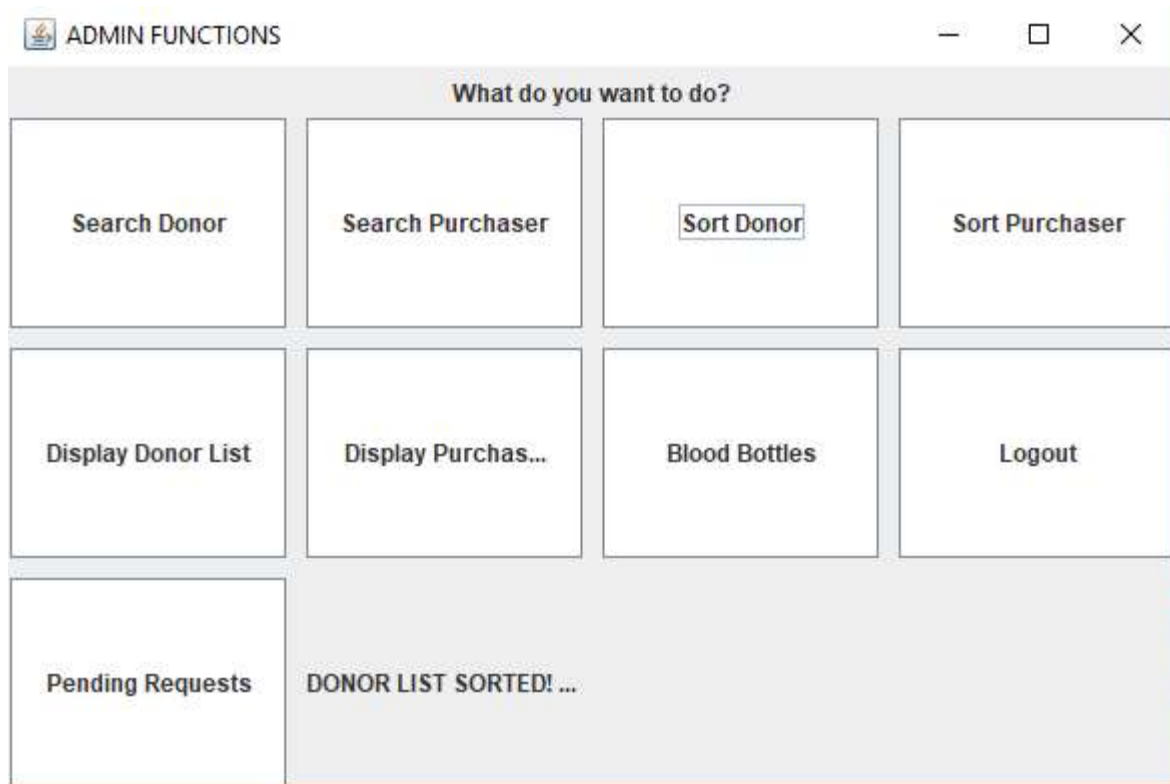 ADMIN FUNCTIONS
What do you want to do?
Search Donor
Search Purchaser
Sort Donor
Sort Purchaser
Display Donor List
Display Purchas...
Blood Bottles
Logout
Pending Requests
DONOR LIST SORTED! ...